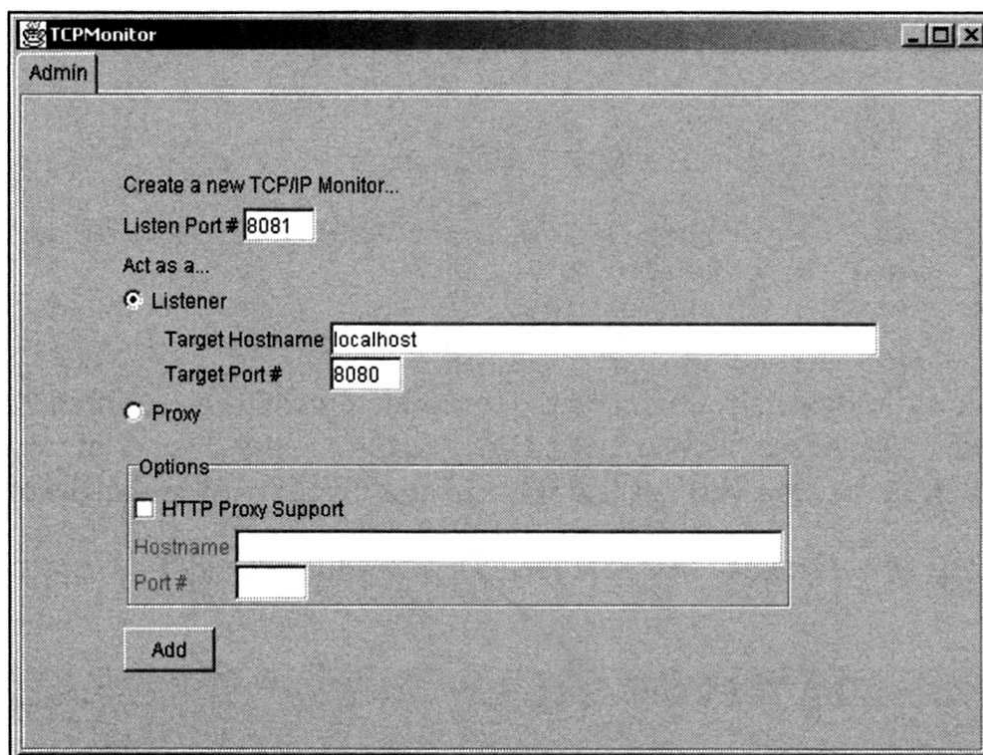 TCPMonitor
Admin
Create a new TCP/IP Monitor...
Listen Port # 8081
Act as a...
Listener
Target Hostname localhost
Target Port # 8080
Proxy
Options
HTTP Proxy Support
Hostname
Port #
Add